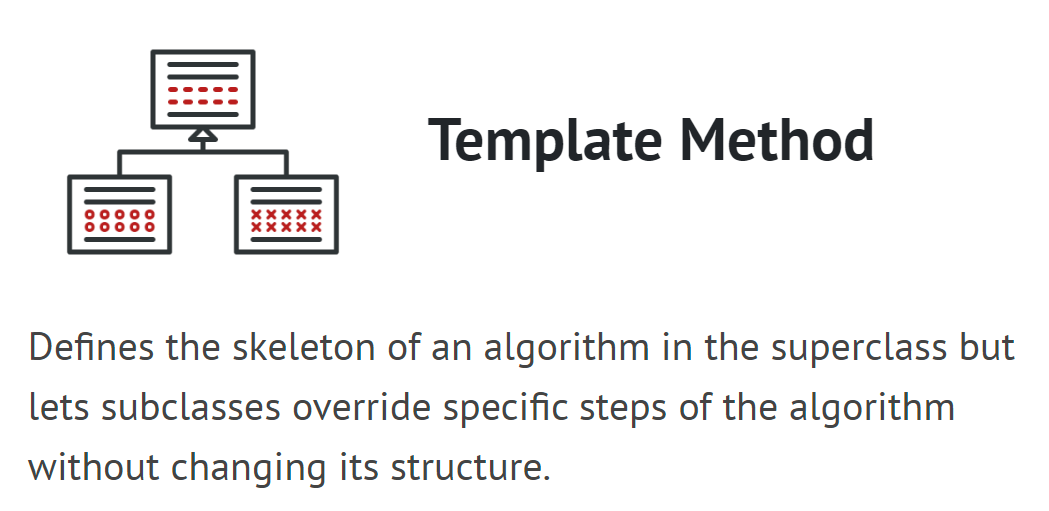 Template Method
Defines the skeleton of an algorithm in the superclass but
lets subclasses override specific steps of the algorithm
without changing its structure.